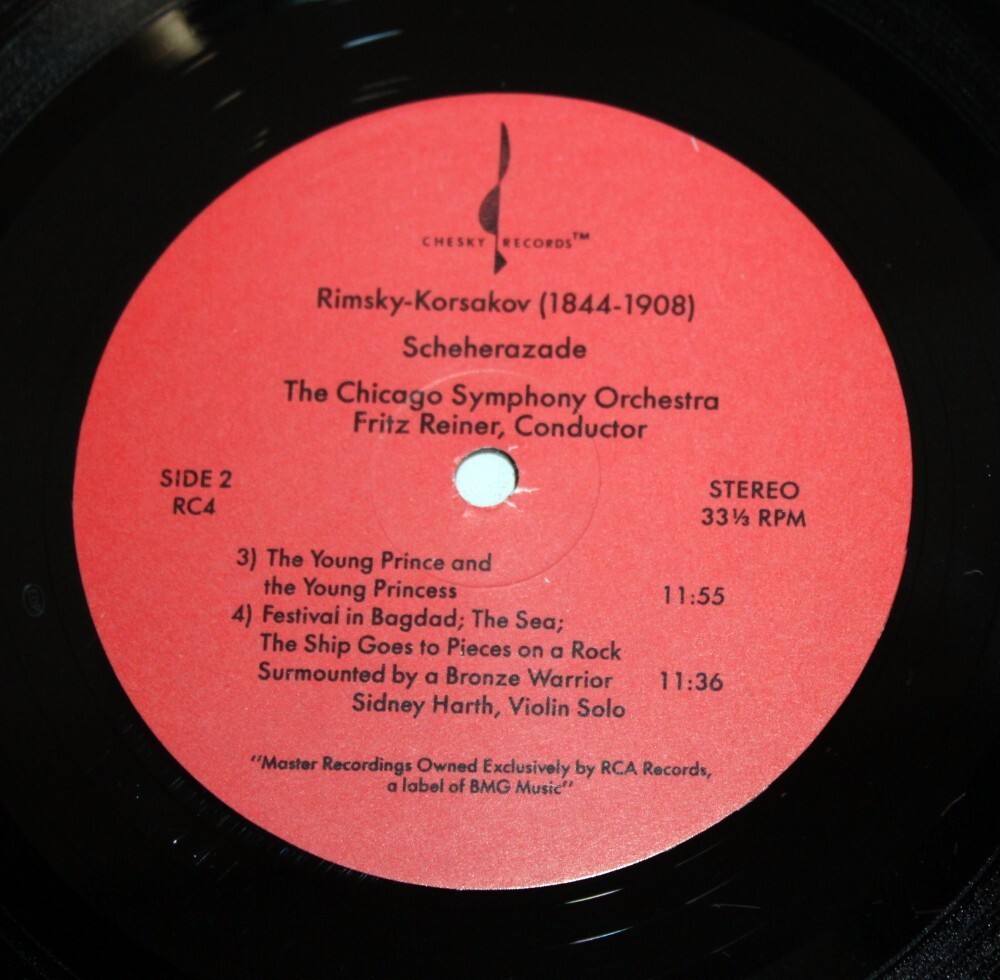 CHESKY RECORDS™
Rimsky-Korsakov (1844-1908)
Scheherazade
The Chicago Symphony Orchestra
Fritz Reiner, Conductor
SIDE 2
RC4
STEREO
33⅓ RPM
3) The Young Prince and
the Young Princess 11:55
4) Festival in Bagdad; The Sea;
The Ship Goes to Pieces on a Rock
Surmounted by a Bronze Warrior 11:36
Sidney Harth, Violin Solo
"Master Recordings Owned Exclusively by RCA Records,
a label of BMG Music"